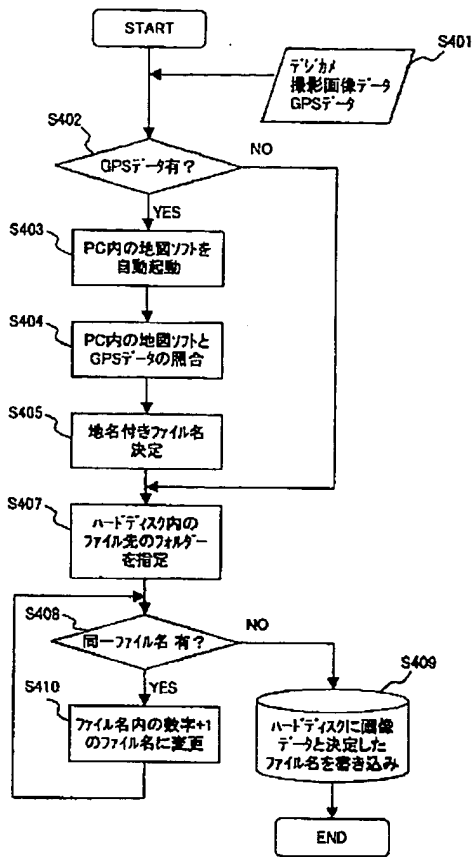 START
S401
デジカメ
撮影画像データ
GPSデータ
S402
GPSデータ有？
NO
YES
S403
PC内の地図ソフトを
自動起動
S404
PC内の地図ソフトと
GPSデータの照合
S405
地名付きファイル名
決定
S407
ハードディスク内の
ファイル先のフォルダー
を指定
S408
同一ファイル名 有？
NO
YES
S409
ハードディスクに画像
データと決定した
ファイル名を書き込み
S410
ファイル名内の数字+1
のファイル名に変更
END